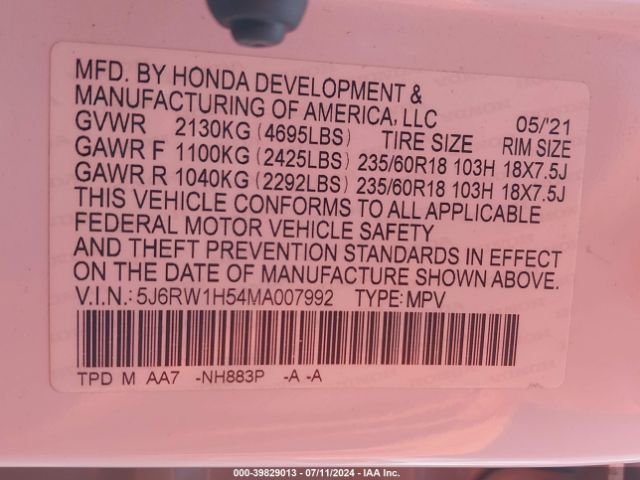 MFD. BY HONDA DEVELOPMENT &
MANUFACTURING OF AMERICA, LLC 05/'21
GVWR 2130KG (4695LBS) TIRE SIZE RIM SIZE
GAWR F 1100KG (2425LBS) 235/60R18 103H 18X7.5J
GAWR R 1040KG (2292LBS) 235/60R18 103H 18X7.5J
THIS VEHICLE CONFORMS TO ALL APPLICABLE
FEDERAL MOTOR VEHICLE SAFETY
AND THEFT PREVENTION STANDARDS IN EFFECT
ON THE DATE OF MANUFACTURE SHOWN ABOVE.
V.I.N.: 5J6RW1H54MA007992 TYPE: MPV
TPD M AA7 -NH883P -A -A
000-39829013 - 07/11/2024 - IAA Inc.